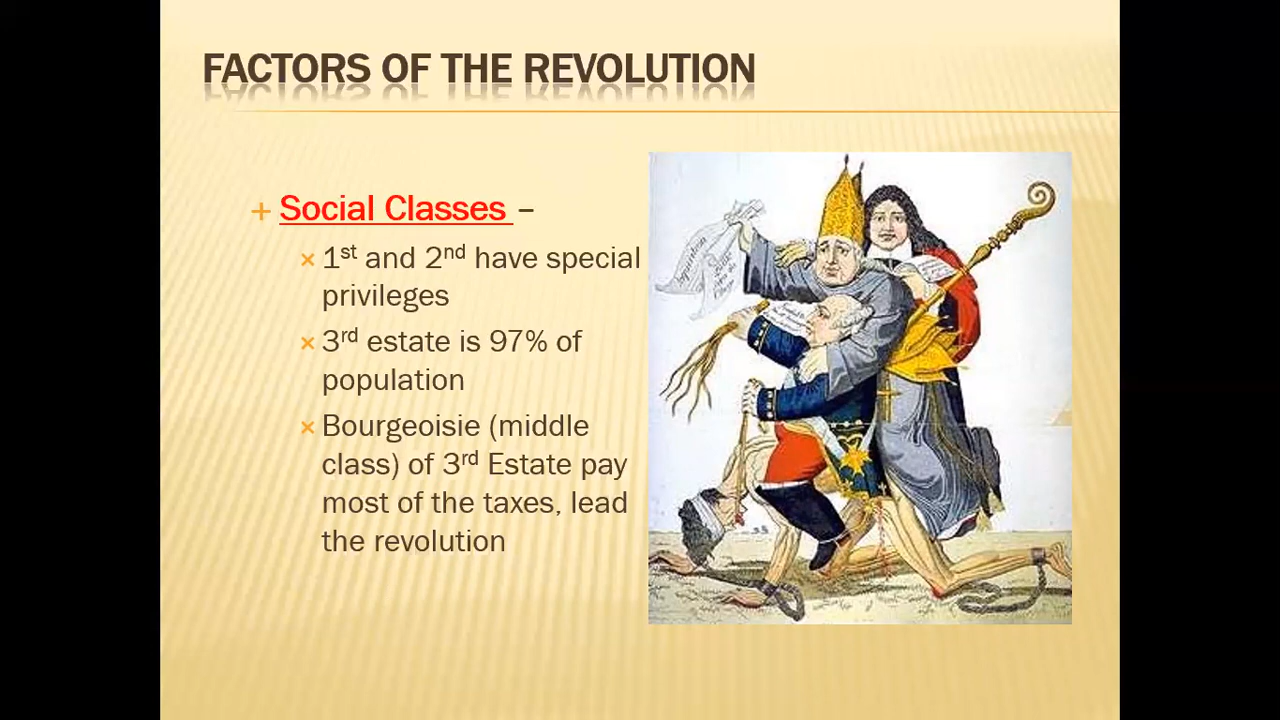 FACTORS OF THE REVOLUTION
Social Classes –
1st and 2nd have special
privileges
3rd estate is 97% of
population
Bourgeoisie (middle
class) of 3rd Estate pay
most of the taxes, lead
the revolution